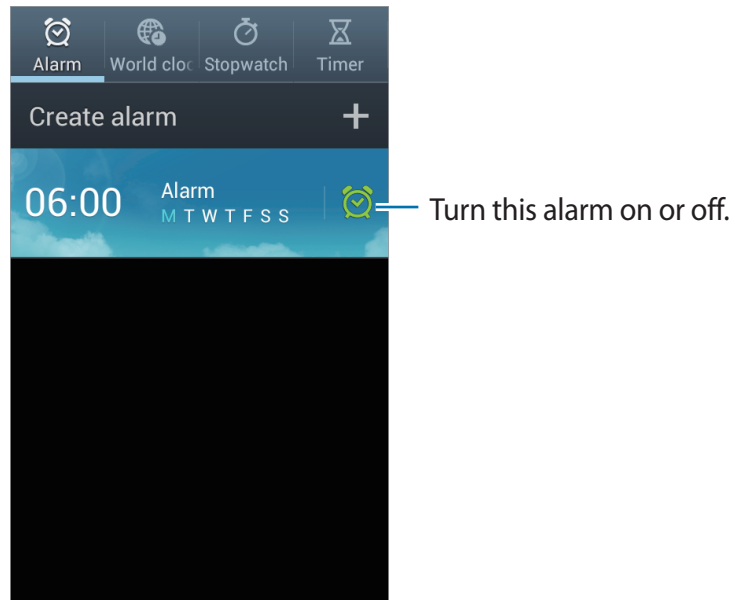 Alarm World cloc Stopwatch Timer
Create alarm
06:00 Alarm
M T W T F S S
Turn this alarm on or off.